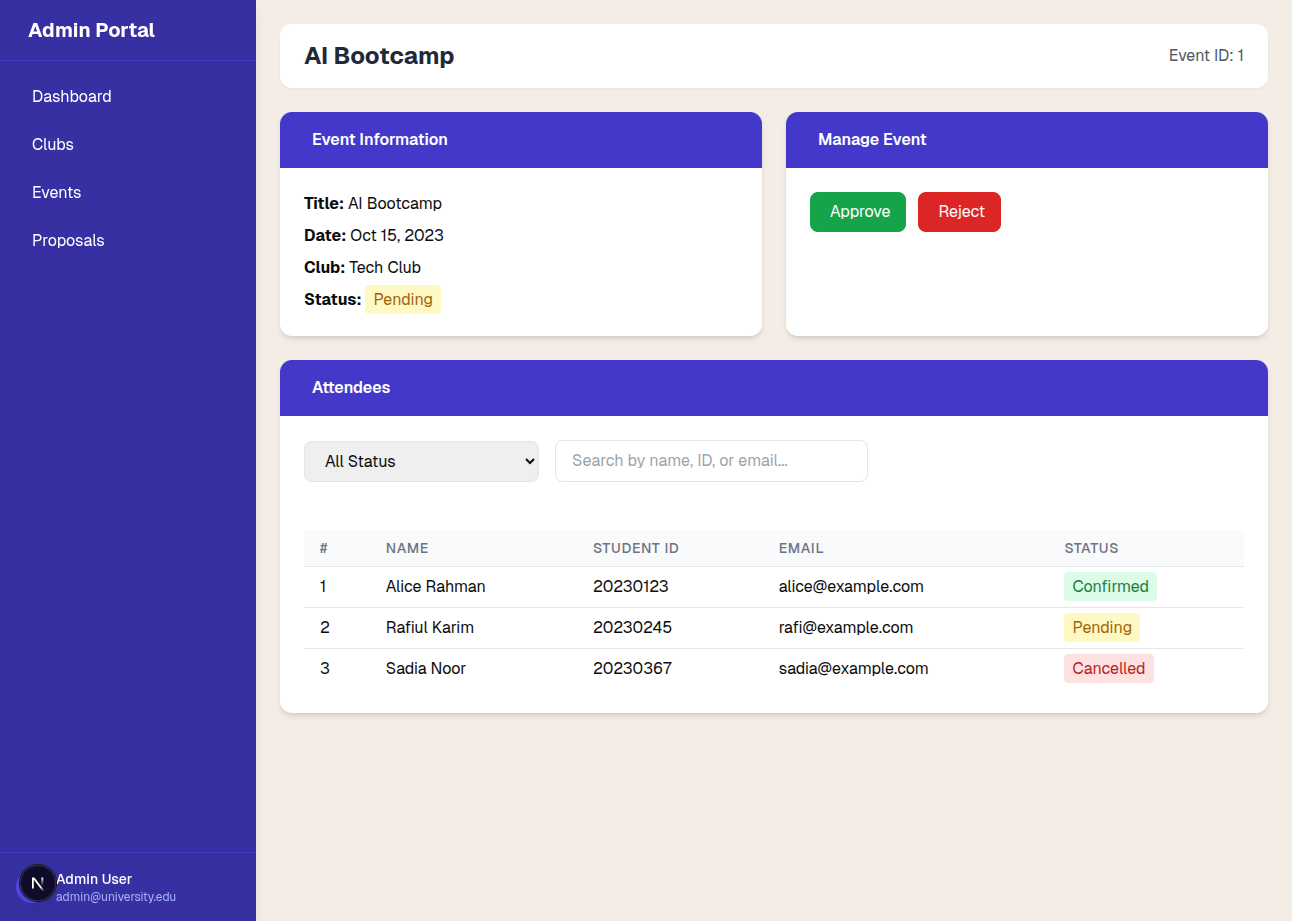 Admin Portal
Dashboard
Clubs
Events
Proposals
N
Admin User
admin@university.edu
AI Bootcamp
Event ID: 1
Event Information
Title: AI Bootcamp
Date: Oct 15, 2023
Club: Tech Club
Status: Pending
Manage Event
Approve Reject
Attendees
All Status
Search by name, ID, or email...
# NAME STUDENT ID EMAIL STATUS
1 Alice Rahman 20230123 alice@example.com Confirmed
2 Rafiul Karim 20230245 rafi@example.com Pending
3 Sadia Noor 20230367 sadia@example.com Cancelled